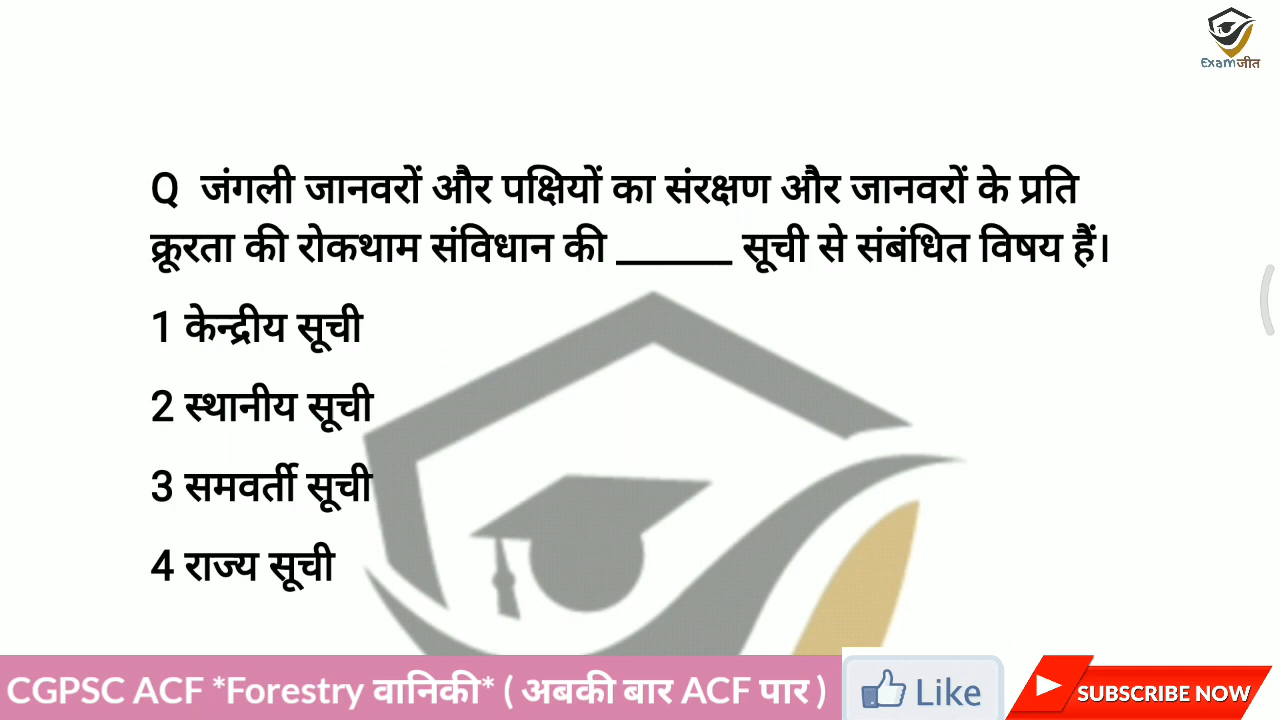 Examजीत
Q जंगली जानवरों और पक्षियों का संरक्षण और जानवरों के प्रति
क्रूरता की रोकथाम संविधान की ______ सूची से संबंधित विषय हैं।
1 केन्द्रीय सूची
2 स्थानीय सूची
3 समवर्ती सूची
4 राज्य सूची
CGPSC ACF *Forestry वानिकी* ( अबकी बार ACF पार ) Like SUBSCRIBE NOW